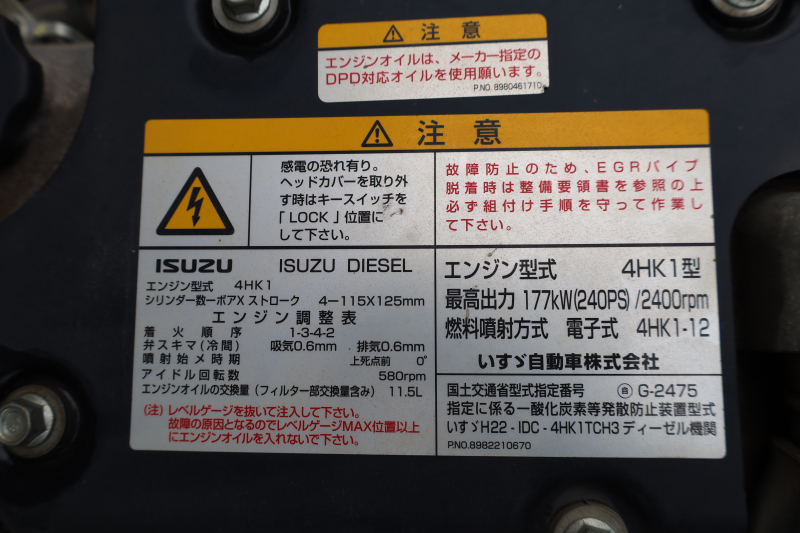 ⚠ 注意
エンジンオイルは、メーカー指定の
DPD対応オイルを使用願います。
P.NO. 8980461710
⚠ 注意
感電の恐れ有り。
ヘッドカバーを取り外
す時はキースイッチを
「LOCK」位置に
して下さい。
故障防止のため、EGRパイプ
脱着時は整備要領書を参照の上
必ず組付け手順を守って作業し
て下さい。
ISUZU ISUZU DIESEL
エンジン型式 4HK1
シリンダー数ーボアX ストローク 4−115X125mm
エンジン調整表
着火順序 1-3-4-2
弁スキマ(冷間) 吸気0.6mm 排気0.6mm
噴射始メ時期 上死点前 0°
アイドル回転数 580rpm
エンジンオイルの交換量(フィルター部交換量含み) 11.5L
(注) レベルゲージを抜いて注入して下さい。
故障の原因となるのでレベルゲージMAX位置以上
にエンジンオイルを入れないで下さい。
エンジン型式 4HK1型
最高出力 177kW(240PS)/2400rpm
燃料噴射方式 電子式 4HK1-12
いすゞ自動車株式会社
国土交通省型式指定番号 自 G-2475
指定に係る一酸化炭素等発散防止装置型式
いすゞH22-IDC-4HK1TCH3 ディーゼル機関
P.NO. 8982210670